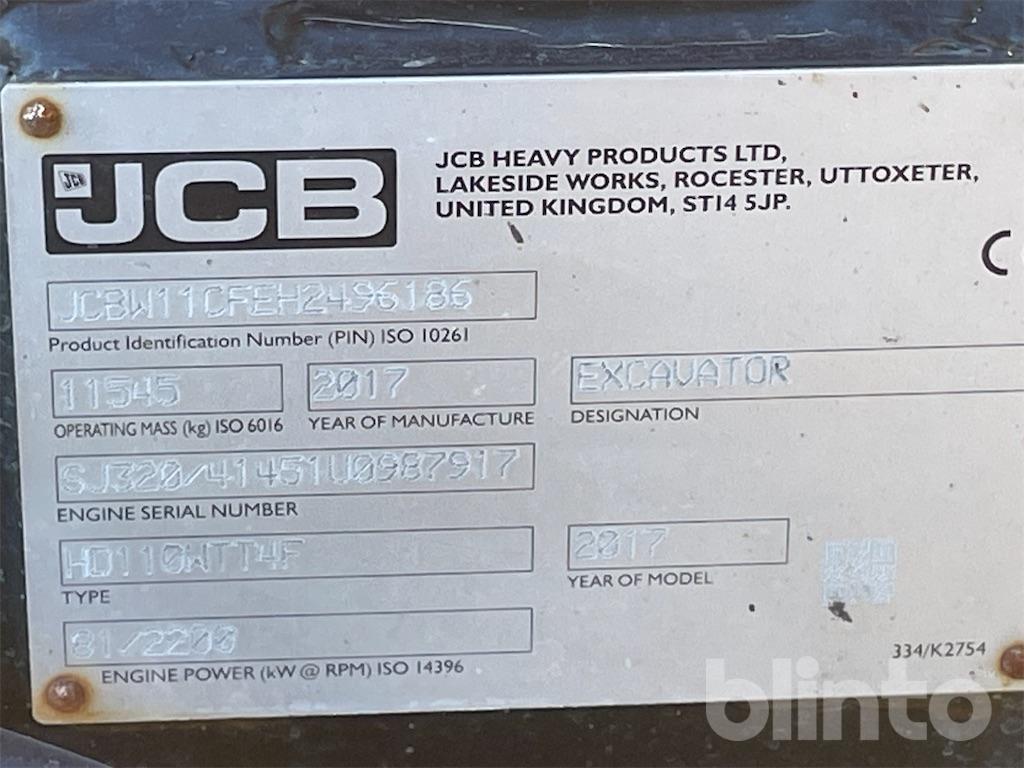 JCB
JCB
JCB HEAVY PRODUCTS LTD,
LAKESIDE WORKS, ROCESTER, UTTOXETER,
UNITED KINGDOM, ST14 5JP.
JCBW11CFEH2496186
Product Identification Number (PIN) ISO 10261
11545
2017
EXCAVATOR
OPERATING MASS (kg) ISO 6016
YEAR OF MANUFACTURE
DESIGNATION
SJ320/41451U0987917
ENGINE SERIAL NUMBER
HD110WTT4F
2017
TYPE
YEAR OF MODEL
81/2200
ENGINE POWER (kW @ RPM) ISO 14396
334/K2754
blinto